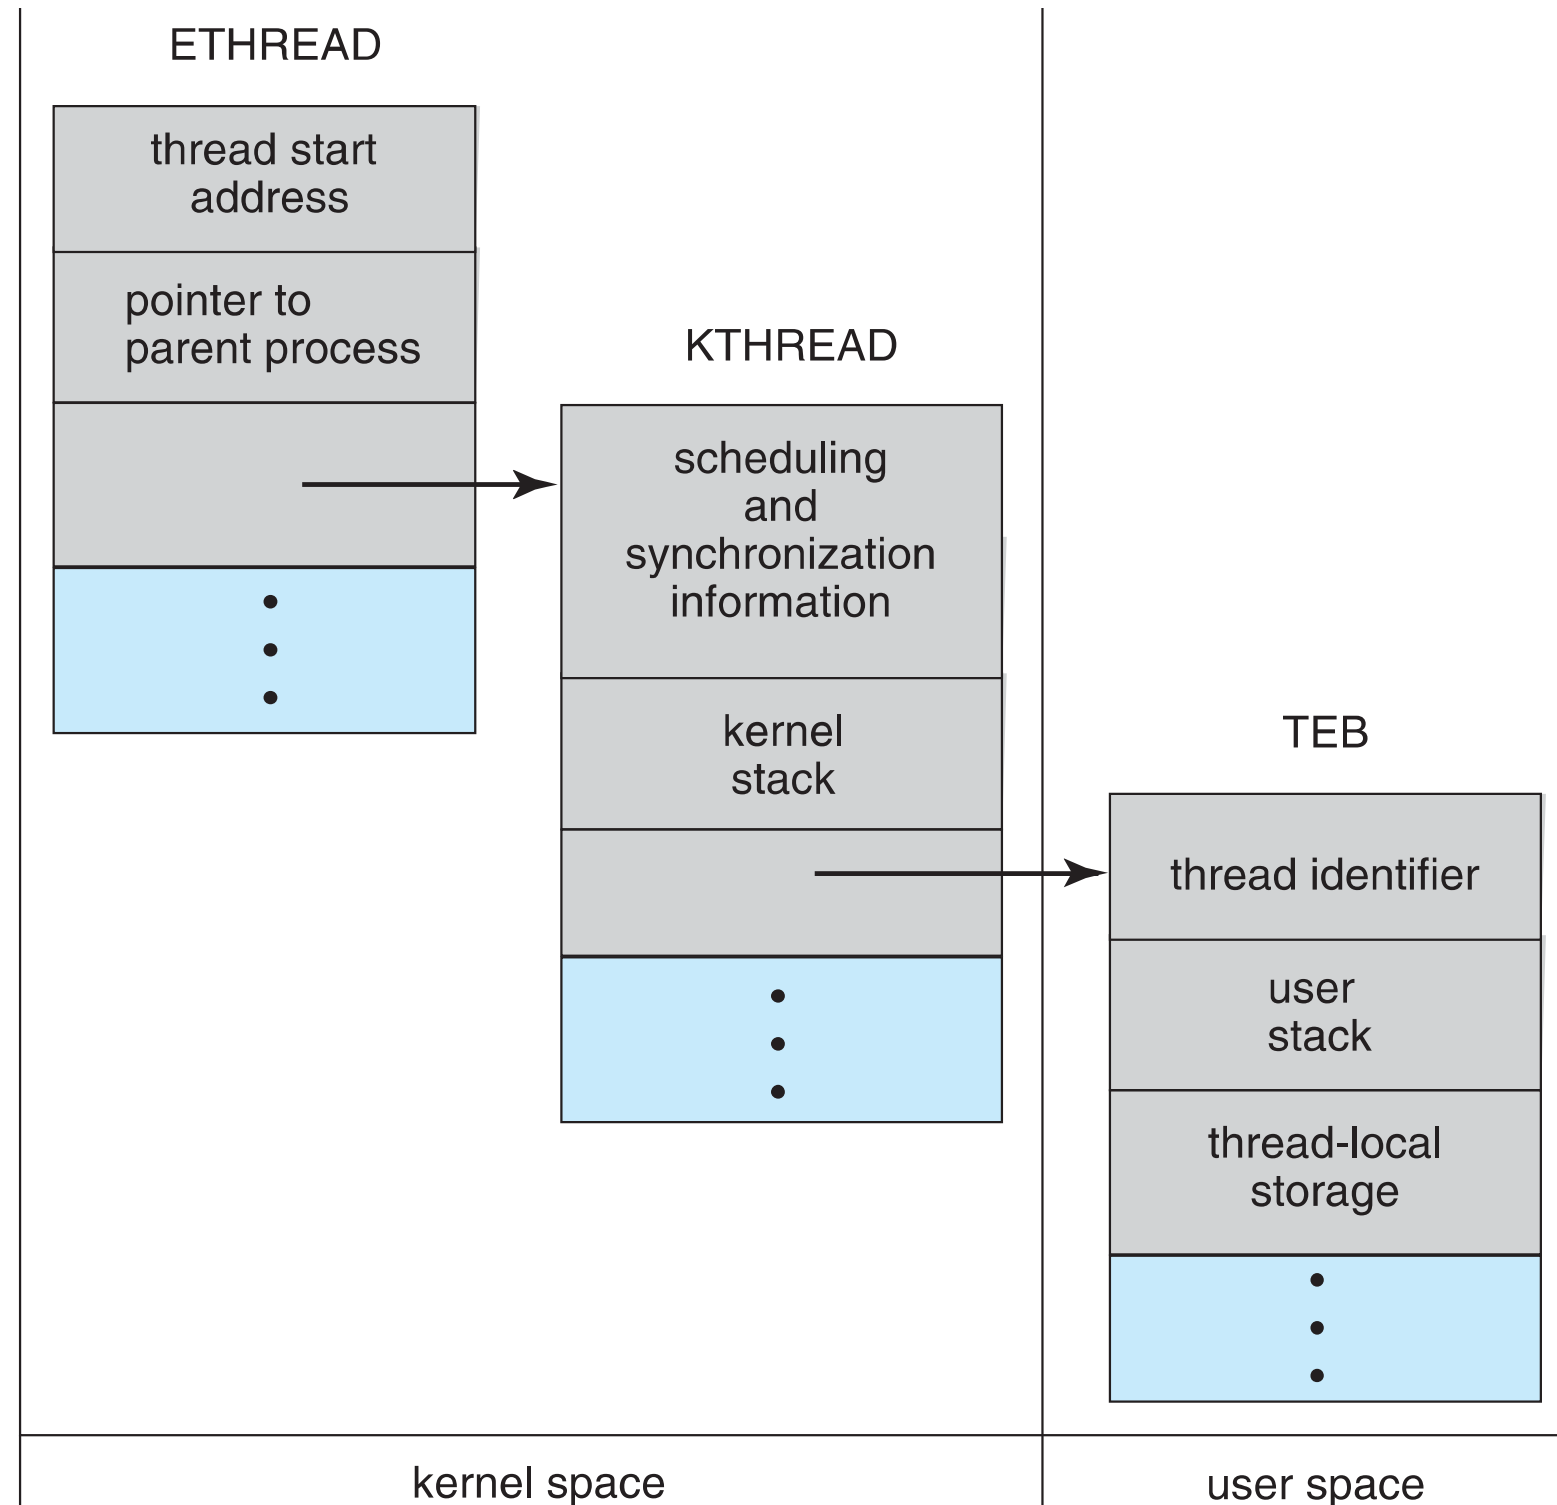 ETHREAD
thread start
address
pointer to
parent process
KTHREAD
scheduling
and
synchronization
information
kernel
stack
TEB
thread identifier
user
stack
thread-local
storage
kernel space
user space